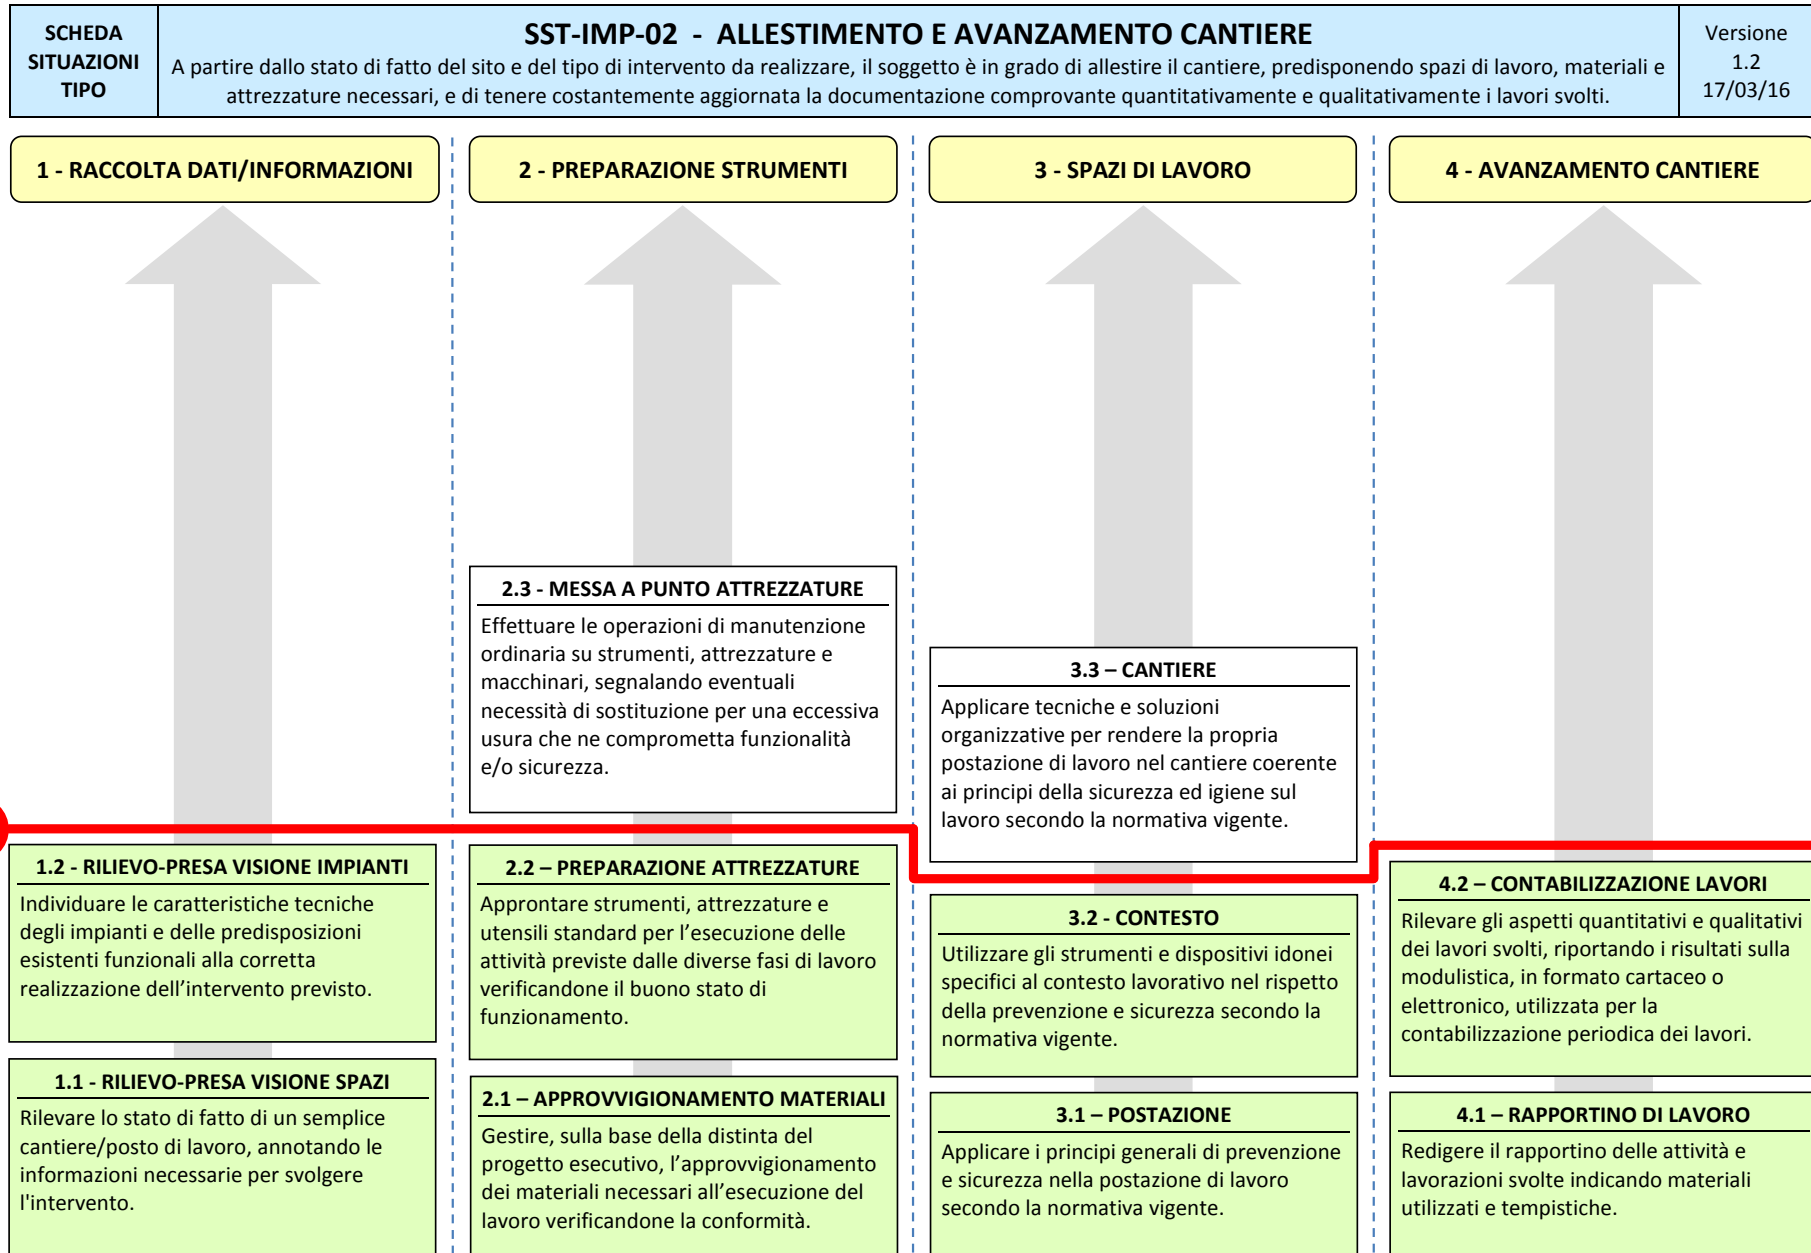 SCHEDA
SITUAZIONI
TIPO
SST-IMP-02 - ALLESTIMENTO E AVANZAMENTO CANTIERE
A partire dallo stato di fatto del sito e del tipo di intervento da realizzare, il soggetto è in grado di allestire il cantiere, predisponendo spazi di lavoro, materiali e
attrezzature necessari, e di tenere costantemente aggiornata la documentazione comprovante quantitativamente e qualitativamente i lavori svolti.
Versione
1.2
17/03/16
1 - RACCOLTA DATI/INFORMAZIONI
2 - PREPARAZIONE STRUMENTI
3 - SPAZI DI LAVORO
4 - AVANZAMENTO CANTIERE
2.3 - MESSA A PUNTO ATTREZZATURE
Effettuare le operazioni di manutenzione
ordinaria su strumenti, attrezzature e
macchinari, segnalando eventuali
necessità di sostituzione per una eccessiva
usura che ne comprometta funzionalità
e/o sicurezza.
3.3 – CANTIERE
Applicare tecniche e soluzioni
organizzative per rendere la propria
postazione di lavoro nel cantiere coerente
ai principi della sicurezza ed igiene sul
lavoro secondo la normativa vigente.
1.2 - RILIEVO-PRESA VISIONE IMPIANTI
Individuare le caratteristiche tecniche
degli impianti e delle predisposizioni
esistenti funzionali alla corretta
realizzazione dell’intervento previsto.
2.2 – PREPARAZIONE ATTREZZATURE
Approntare strumenti, attrezzature e
utensili standard per l’esecuzione delle
attività previste dalle diverse fasi di lavoro
verificandone il buono stato di
funzionamento.
3.2 - CONTESTO
Utilizzare gli strumenti e dispositivi idonei
specifici al contesto lavorativo nel rispetto
della prevenzione e sicurezza secondo la
normativa vigente.
4.2 – CONTABILIZZAZIONE LAVORI
Rilevare gli aspetti quantitativi e qualitativi
dei lavori svolti, riportando i risultati sulla
modulistica, in formato cartaceo o
elettronico, utilizzata per la
contabilizzazione periodica dei lavori.
1.1 - RILIEVO-PRESA VISIONE SPAZI
Rilevare lo stato di fatto di un semplice
cantiere/posto di lavoro, annotando le
informazioni necessarie per svolgere
l'intervento.
2.1 – APPROVVIGIONAMENTO MATERIALI
Gestire, sulla base della distinta del
progetto esecutivo, l’approvvigionamento
dei materiali necessari all’esecuzione del
lavoro verificandone la conformità.
3.1 – POSTAZIONE
Applicare i principi generali di prevenzione
e sicurezza nella postazione di lavoro
secondo la normativa vigente.
4.1 – RAPPORTINO DI LAVORO
Redigere il rapportino delle attività e
lavorazioni svolte indicando materiali
utilizzati e tempistiche.